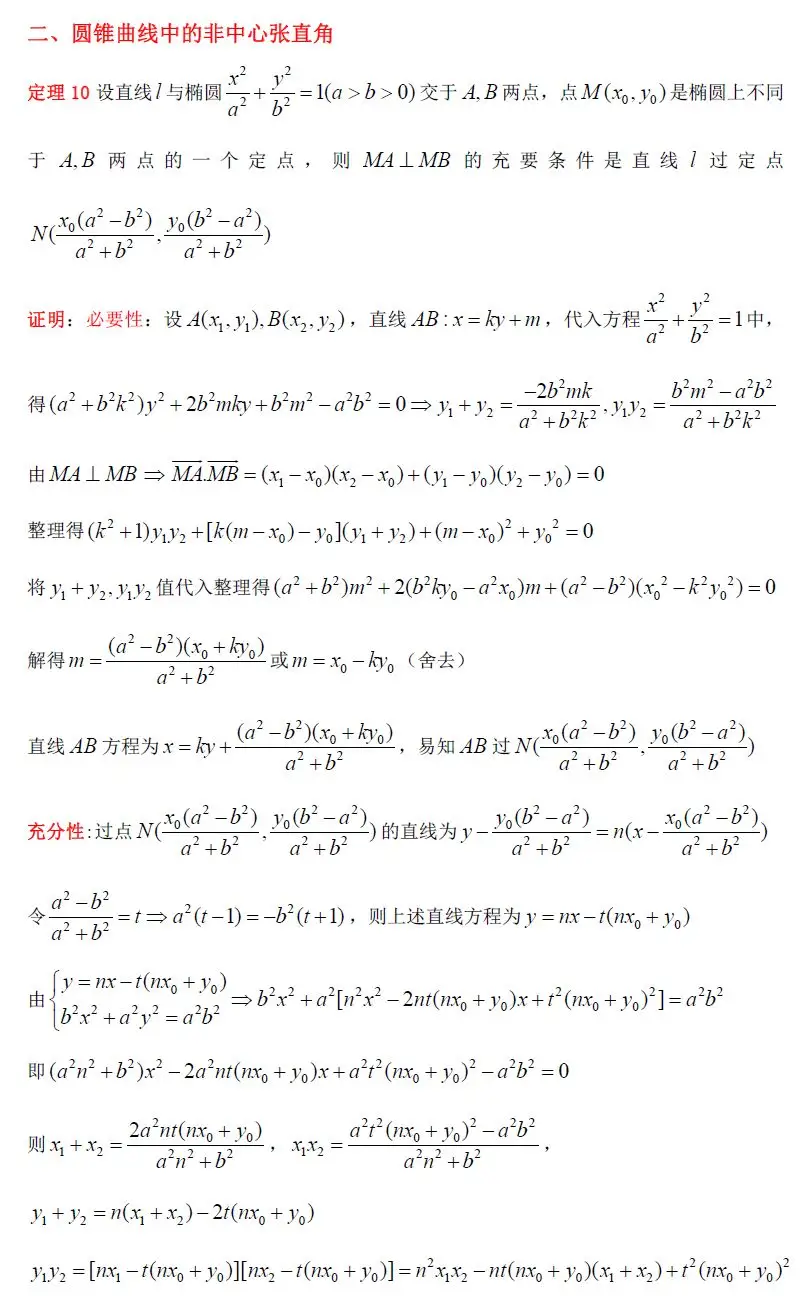 二、圆锥曲线中的非中心张直角
定理 10 设直线 $l$ 与椭圆 $\frac{x^2}{a^2}+\frac{y^2}{b^2}=1(a>b>0)$ 交于 $A,B$ 两点，点 $M(x_0,y_0)$ 是椭圆上不同
于 $A,B$ 两点的一个定点，则 $MA\perp MB$ 的充要条件是直线 $l$ 过定点
$N(\frac{x_0(a^2-b^2)}{a^2+b^2},\frac{y_0(b^2-a^2)}{a^2+b^2})$
证明：必要性：设 $A(x_1,y_1),B(x_2,y_2)$，直线 $AB:x=ky+m$，代入方程 $\frac{x^2}{a^2}+\frac{y^2}{b^2}=1$ 中，
得 $(a^2+b^2k^2)y^2+2b^2mky+b^2m^2-a^2b^2=0\Rightarrow y_1+y_2=\frac{-2b^2mk}{a^2+b^2k^2},y_1y_2=\frac{b^2m^2-a^2b^2}{a^2+b^2k^2}$
由 $MA\perp MB\Rightarrow \overrightarrow{MA}.\overrightarrow{MB}=(x_1-x_0)(x_2-x_0)+(y_1-y_0)(y_2-y_0)=0$
整理得 $(k^2+1)y_1y_2+[k(m-x_0)-y_0](y_1+y_2)+(m-x_0)^2+y_0^2=0$
将 $y_1+y_2,y_1y_2$ 值代入整理得 $(a^2+b^2)m^2+2(b^2ky_0-a^2x_0)m+(a^2-b^2)(x_0^2-k^2y_0^2)=0$
解得 $m=\frac{(a^2-b^2)(x_0+ky_0)}{a^2+b^2}$ 或 $m=x_0-ky_0$（舍去）
直线 $AB$ 方程为 $x=ky+\frac{(a^2-b^2)(x_0+ky_0)}{a^2+b^2}$，易知 $AB$ 过 $N(\frac{x_0(a^2-b^2)}{a^2+b^2},\frac{y_0(b^2-a^2)}{a^2+b^2})$
充分性:过点 $N(\frac{x_0(a^2-b^2)}{a^2+b^2},\frac{y_0(b^2-a^2)}{a^2+b^2})$ 的直线为 $y-\frac{y_0(b^2-a^2)}{a^2+b^2}=n(x-\frac{x_0(a^2-b^2)}{a^2+b^2})$
令 $\frac{a^2-b^2}{a^2+b^2}=t\Rightarrow a^2(t-1)=-b^2(t+1)$，则上述直线方程为 $y=nx-t(nx_0+y_0)$
由 $\begin{cases}y=nx-t(nx_0+y_0)\\b^2x^2+a^2y^2=a^2b^2\end{cases}\Rightarrow b^2x^2+a^2[n^2x^2-2nt(nx_0+y_0)x+t^2(nx_0+y_0)^2]=a^2b^2$
即 $(a^2n^2+b^2)x^2-2a^2nt(nx_0+y_0)x+a^2t^2(nx_0+y_0)^2-a^2b^2=0$
则 $x_1+x_2=\frac{2a^2nt(nx_0+y_0)}{a^2n^2+b^2}$，$x_1x_2=\frac{a^2t^2(nx_0+y_0)^2-a^2b^2}{a^2n^2+b^2}$，
$y_1+y_2=n(x_1+x_2)-2t(nx_0+y_0)$
$y_1y_2=[nx_1-t(nx_0+y_0)][nx_2-t(nx_0+y_0)]=n^2x_1x_2-nt(nx_0+y_0)(x_1+x_2)+t^2(nx_0+y_0)^2$